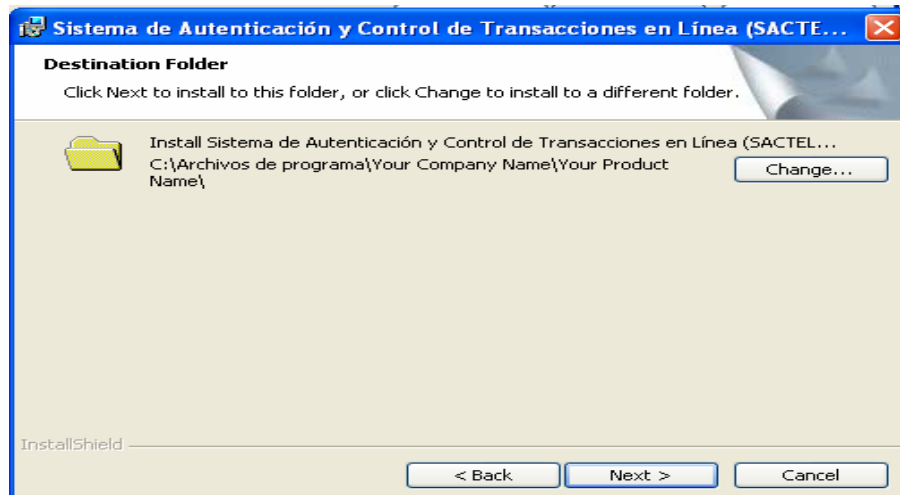 Sistema de Autenticación y Control de Transacciones en Línea (SACTE...
Destination Folder
Click Next to install to this folder, or click Change to install to a different folder.
Install Sistema de Autenticación y Control de Transacciones en Línea (SACTEL...
C:\Archivos de programa\Your Company Name\Your Product
Name\
Change...
InstallShield
< Back
Next >
Cancel